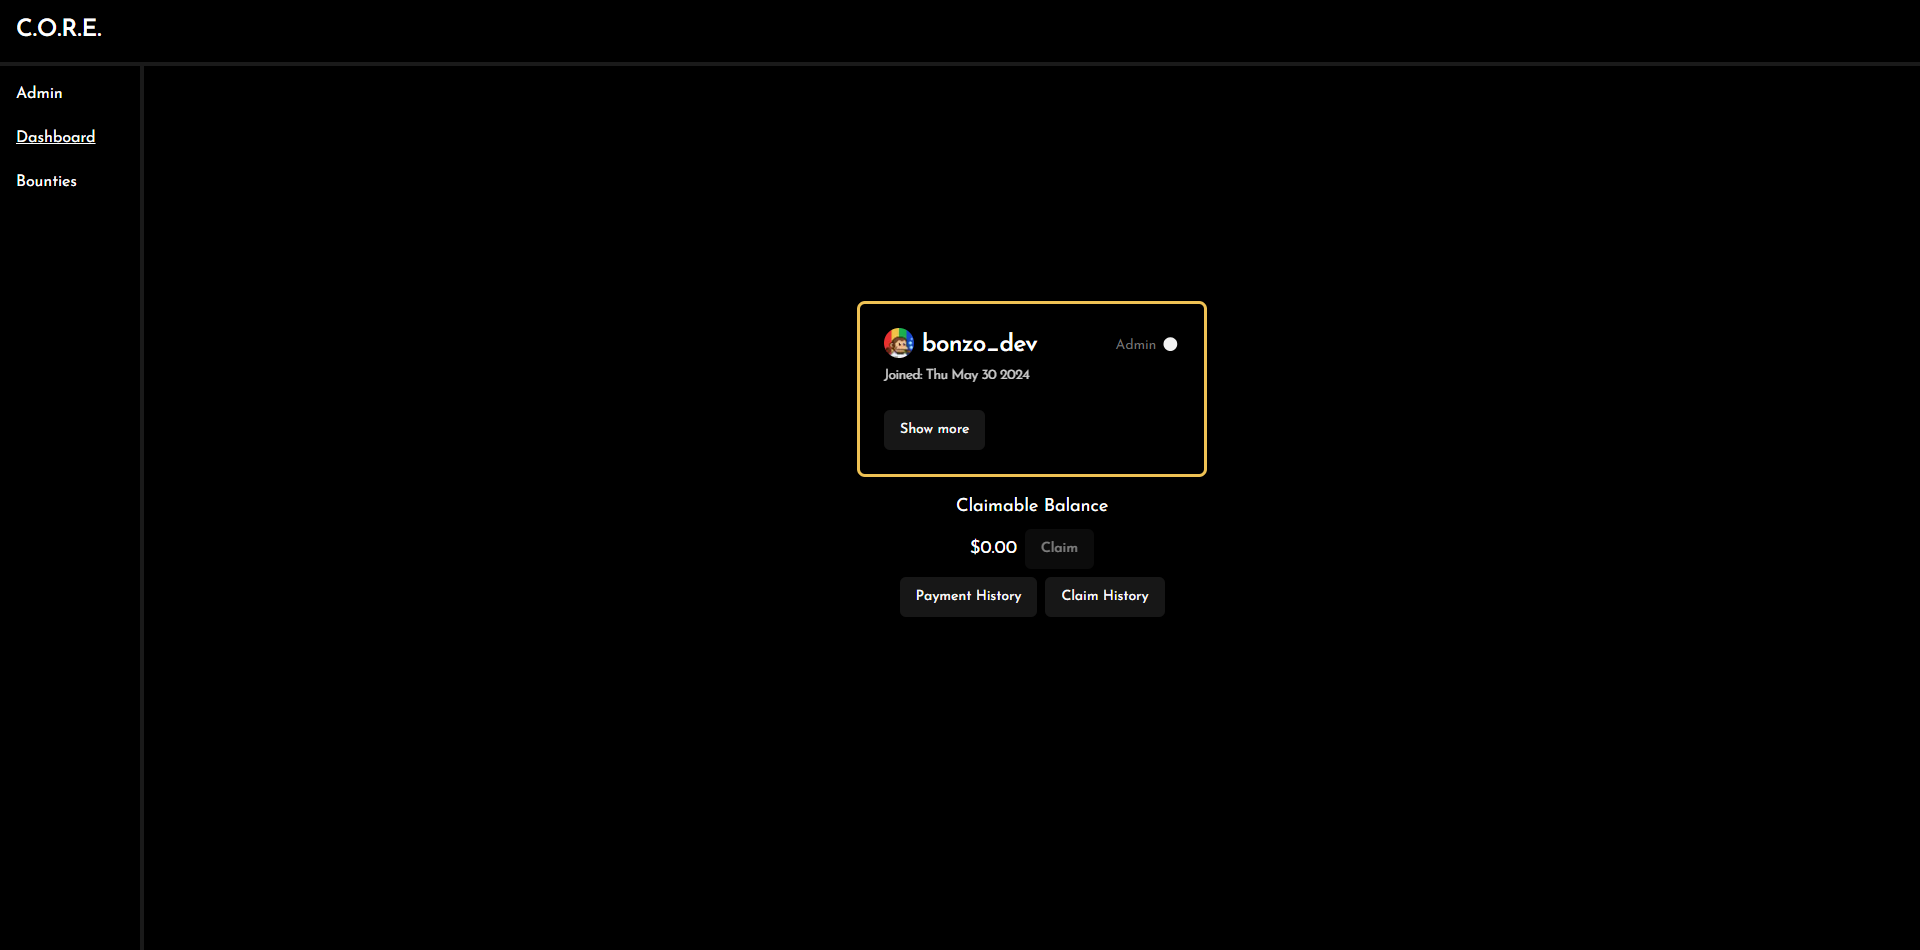 C.O.R.E.
Admin
Dashboard
Bounties
bonzo_dev
Admin
Joined: Thu May 30 2024
Show more
Claimable Balance
$0.00 Claim
Payment History Claim History